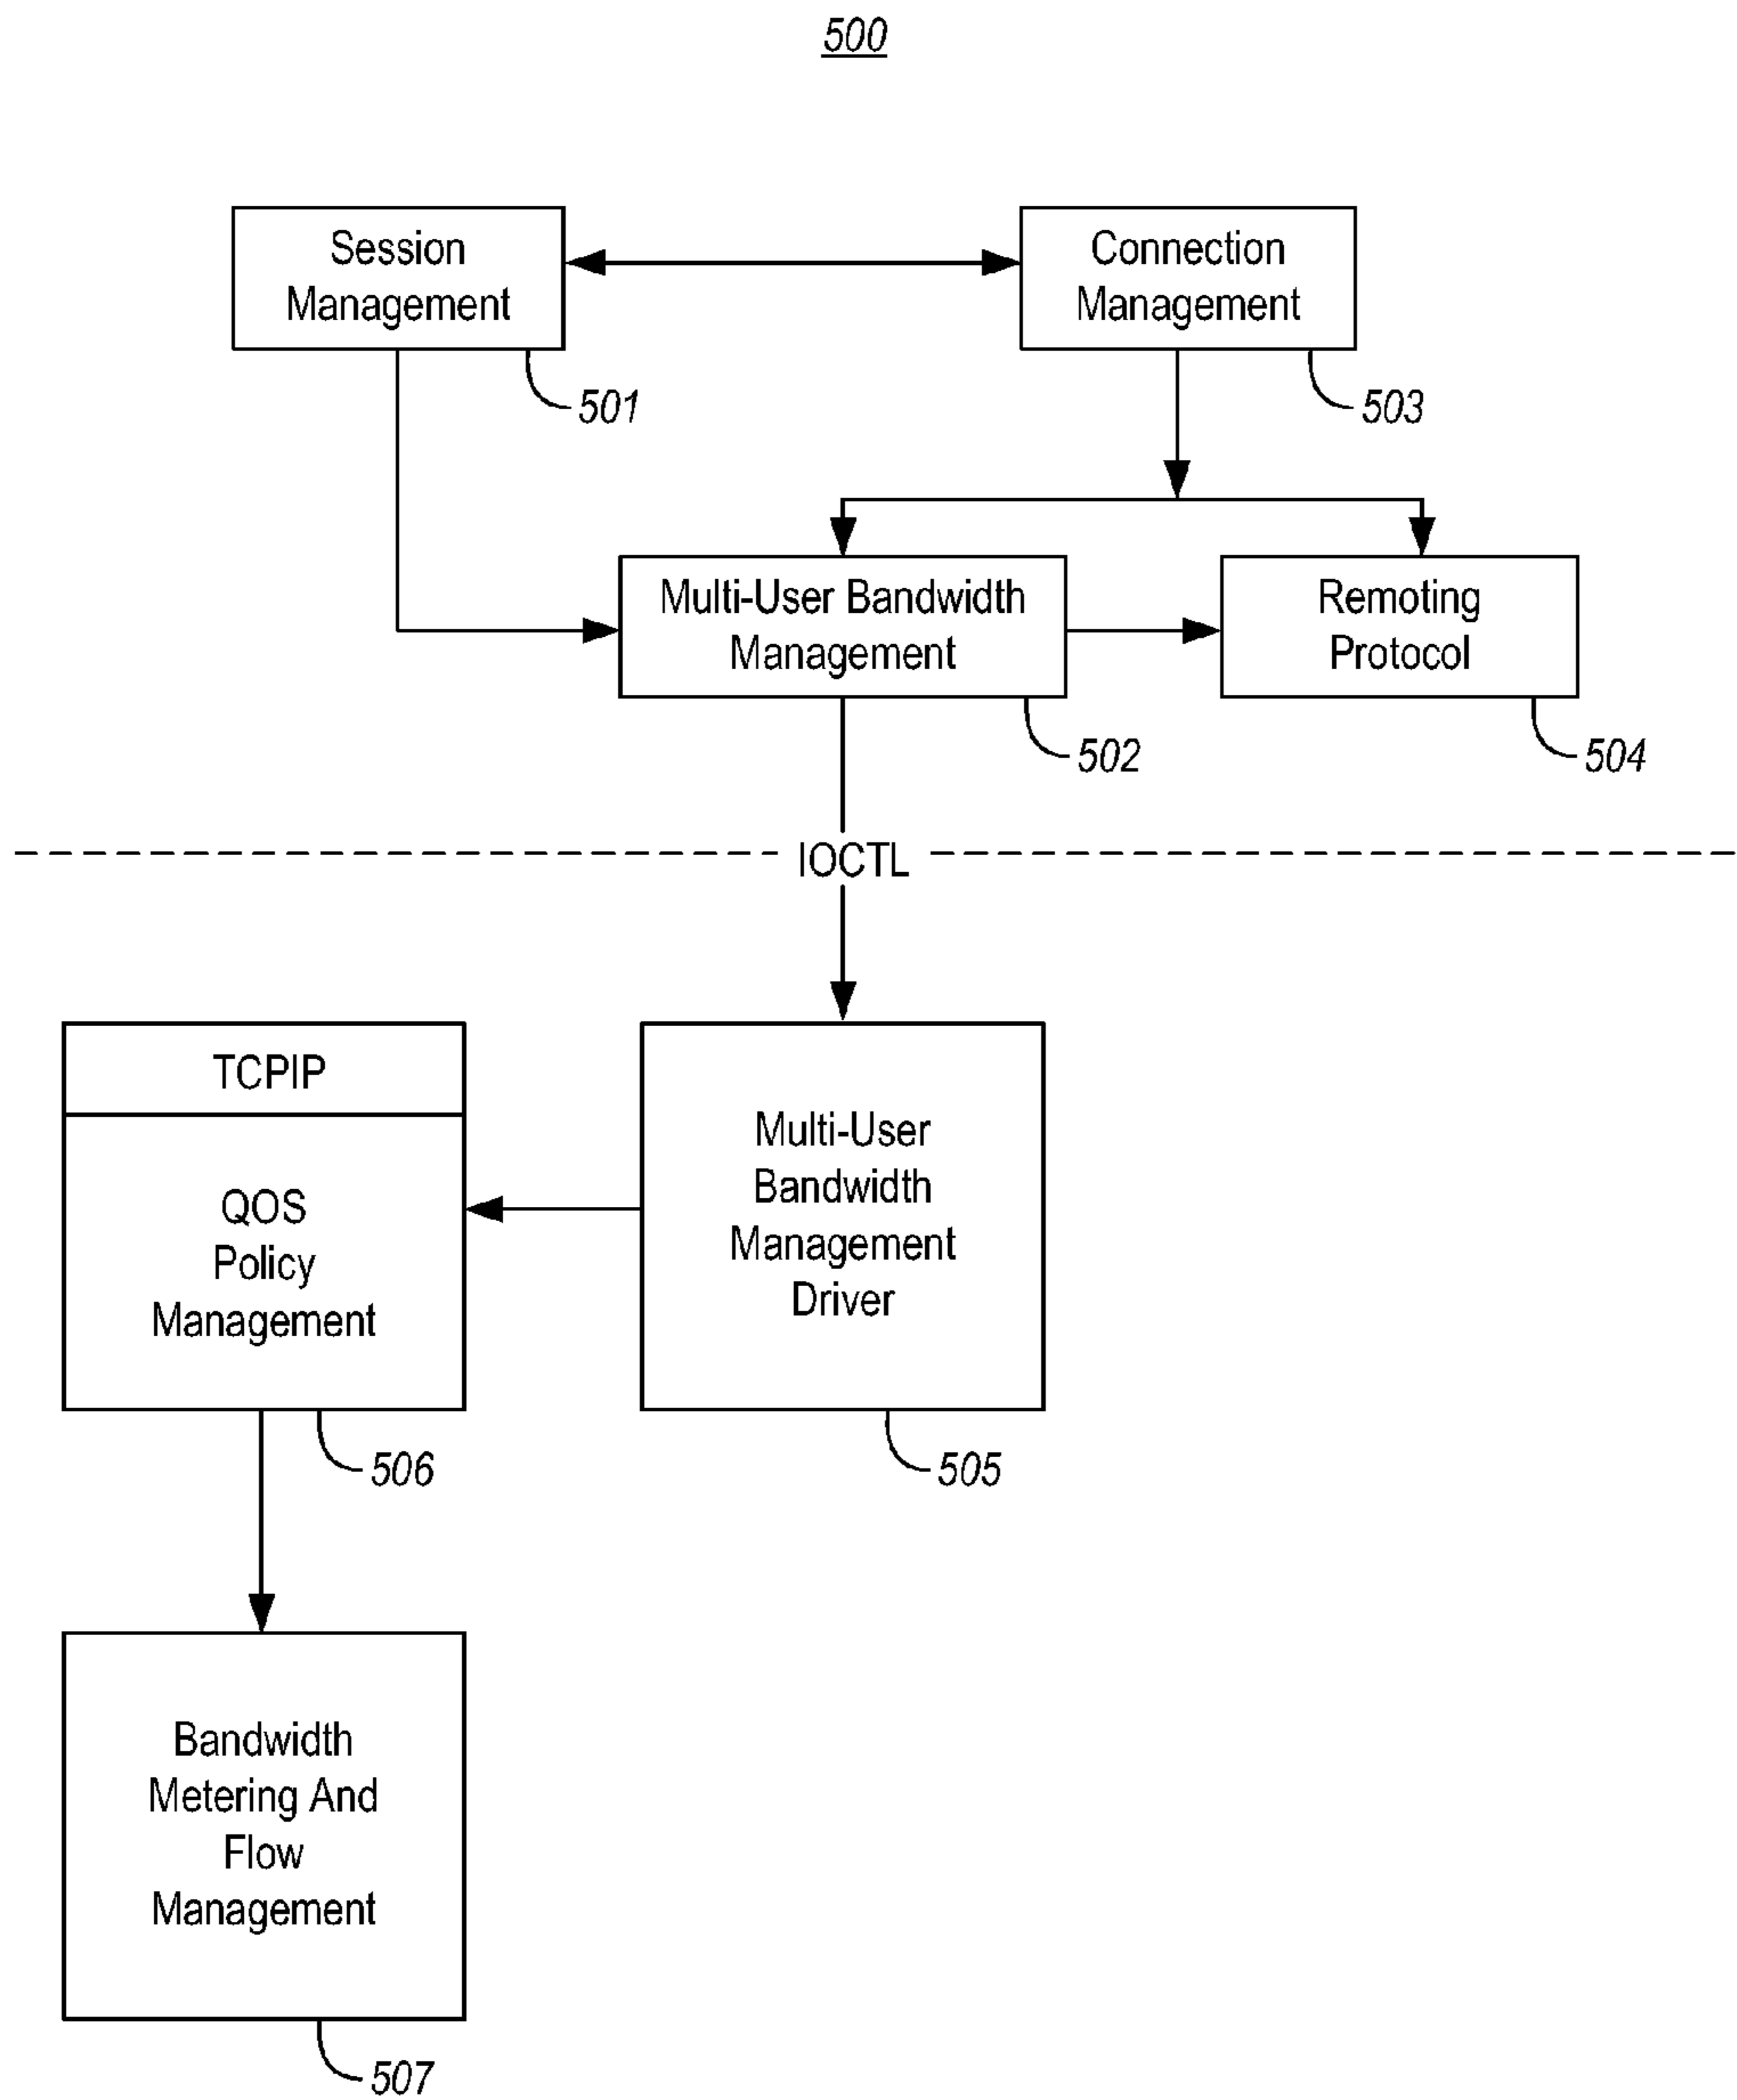 500
Session
Management
Connection
Management
501
503
Multi-User Bandwidth
Management
Remoting
Protocol
502
504
IOCTL
TCPIP
QOS
Policy
Management
Multi-User
Bandwidth
Management
Driver
506
505
Bandwidth
Metering And
Flow
Management
507